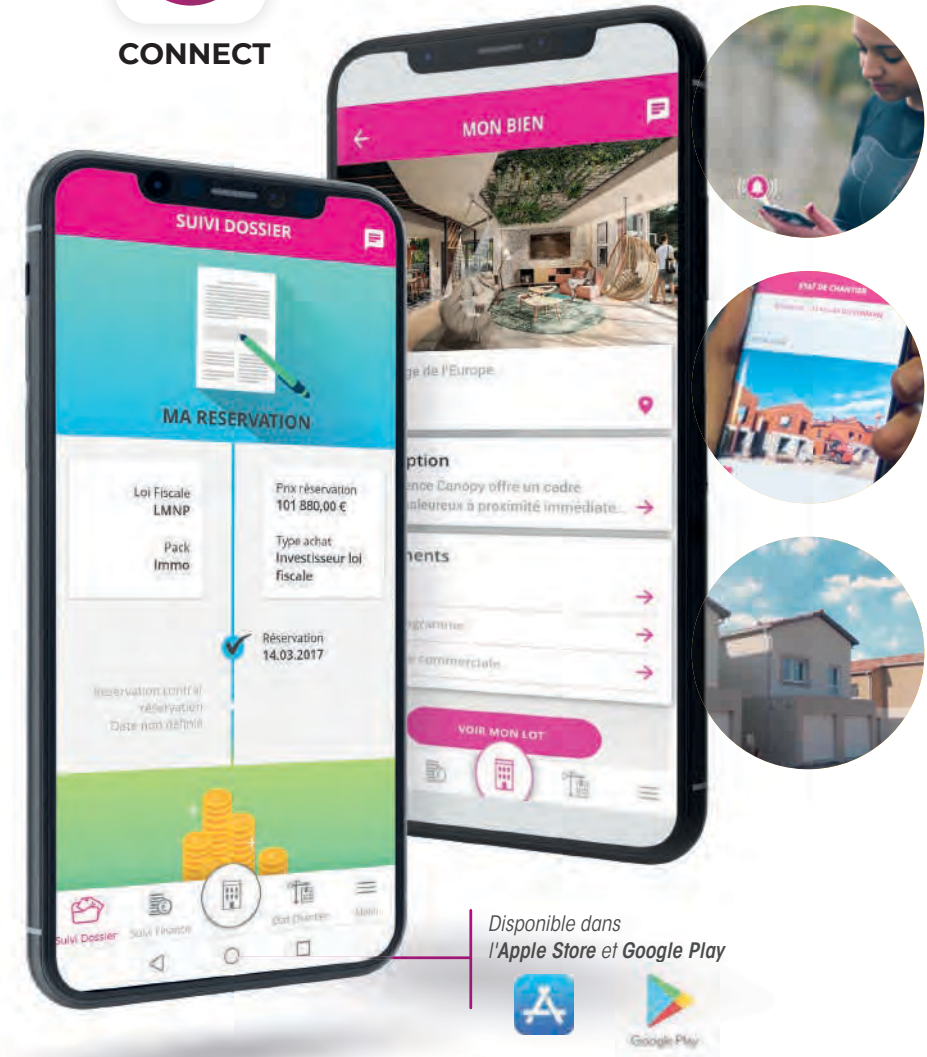 CONNECT
SUIVI DOSSIER
MA RESERVATION
Loi Fiscale
LMNP
Pack
Immo
Prix réservation
101 880,00 €
Type achat
Investisseur loi
fiscale
Réservation
14.03.2017
Reservation contrat
réservation
Date non définie
Suivi Dossier
Suivi Finance
Etat Chantier
Menu
MON BIEN
ge de l'Europe
ption
ence Canopy offre un cadre
aleureux à proximité immédiate...
ments
ogramme
e commerciale
VOIR MON LOT
ETAT DE CHANTIER
Disponible dans
l'Apple Store et Google Play
Google Play